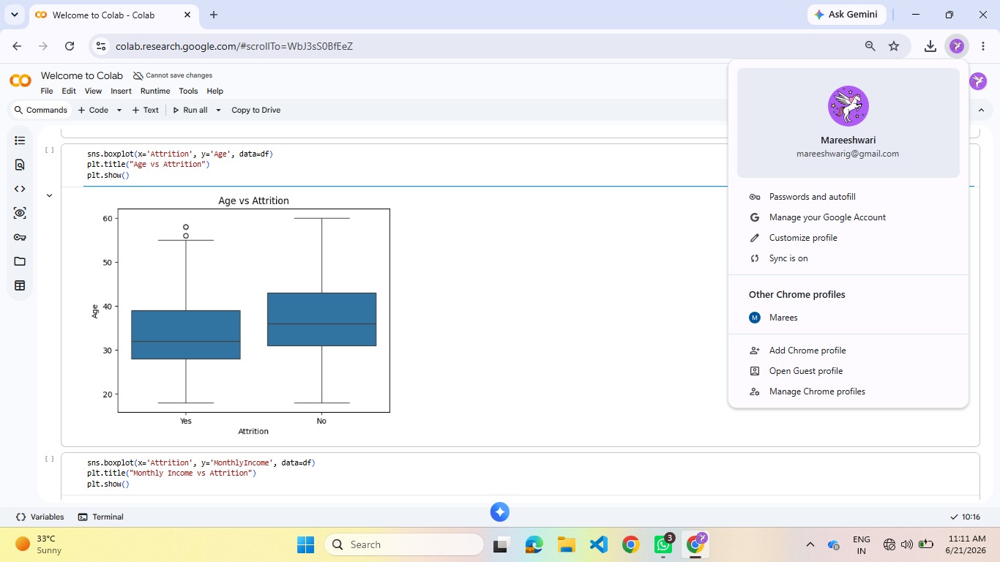 Welcome to Colab - Colab
Ask Gemini
colab.research.google.com/#scrollTo=WbJ3sS0BfEeZ
Welcome to Colab
Cannot save changes
File Edit View Insert Runtime Tools Help
Commands + Code + Text Run all Copy to Drive
[ ]
sns.boxplot(x='Attrition', y='Age', data=df)
plt.title("Age vs Attrition")
plt.show()
Age vs Attrition
60
50
40
30
20
Age
Yes No
Attrition
[ ]
sns.boxplot(x='Attrition', y='MonthlyIncome', data=df)
plt.title("Monthly Income vs Attrition")
plt.show()
Mareeshwari
mareeshwarig@gmail.com
Passwords and autofill
G Manage your Google Account
Customize profile
Sync is on
Other Chrome profiles
M Marees
Add Chrome profile
Open Guest profile
Manage Chrome profiles
Variables Terminal
10:16
33°C
Sunny
Search
3
ENG
IN
11:11 AM
6/21/2026